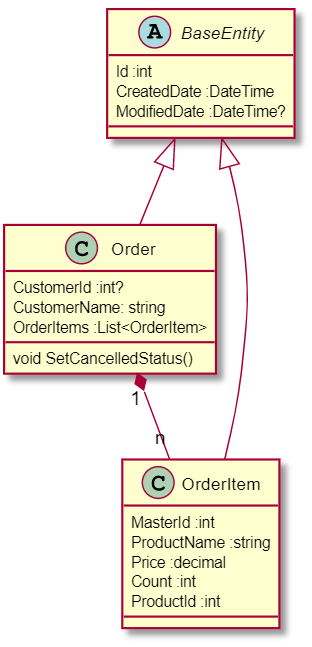 A BaseEntity
Id :int
CreatedDate :DateTime
ModifiedDate :DateTime?
C Order
CustomerId :int?
CustomerName: string
OrderItems :List<OrderItem>
void SetCancelledStatus()
1
n
C OrderItem
MasterId :int
ProductName :string
Price :decimal
Count :int
ProductId :int